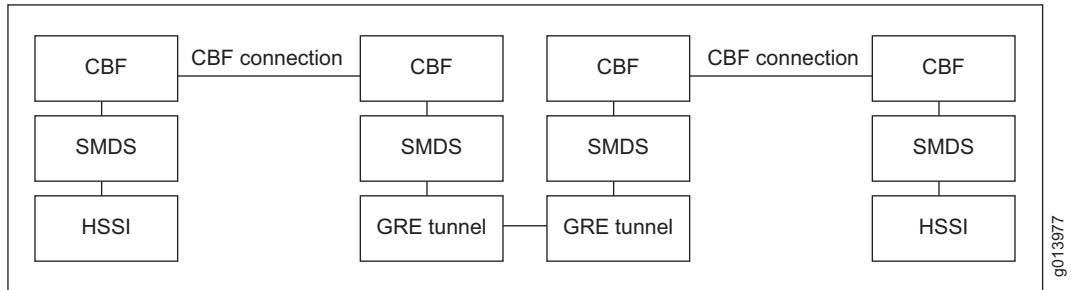 CBF CBF connection CBF CBF CBF connection CBF
SMDS SMDS SMDS SMDS
HSSI GRE tunnel GRE tunnel HSSI
g013977